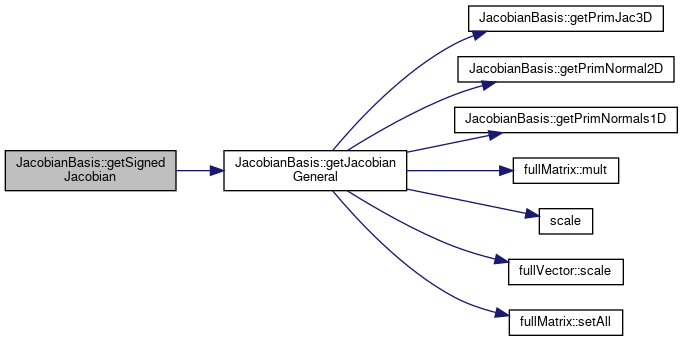 JacobianBasis::getSigned
Jacobian
JacobianBasis::getJacobian
General
JacobianBasis::getPrimJac3D
JacobianBasis::getPrimNormal2D
JacobianBasis::getPrimNormals1D
fullMatrix::mult
scale
fullVector::scale
fullMatrix::setAll